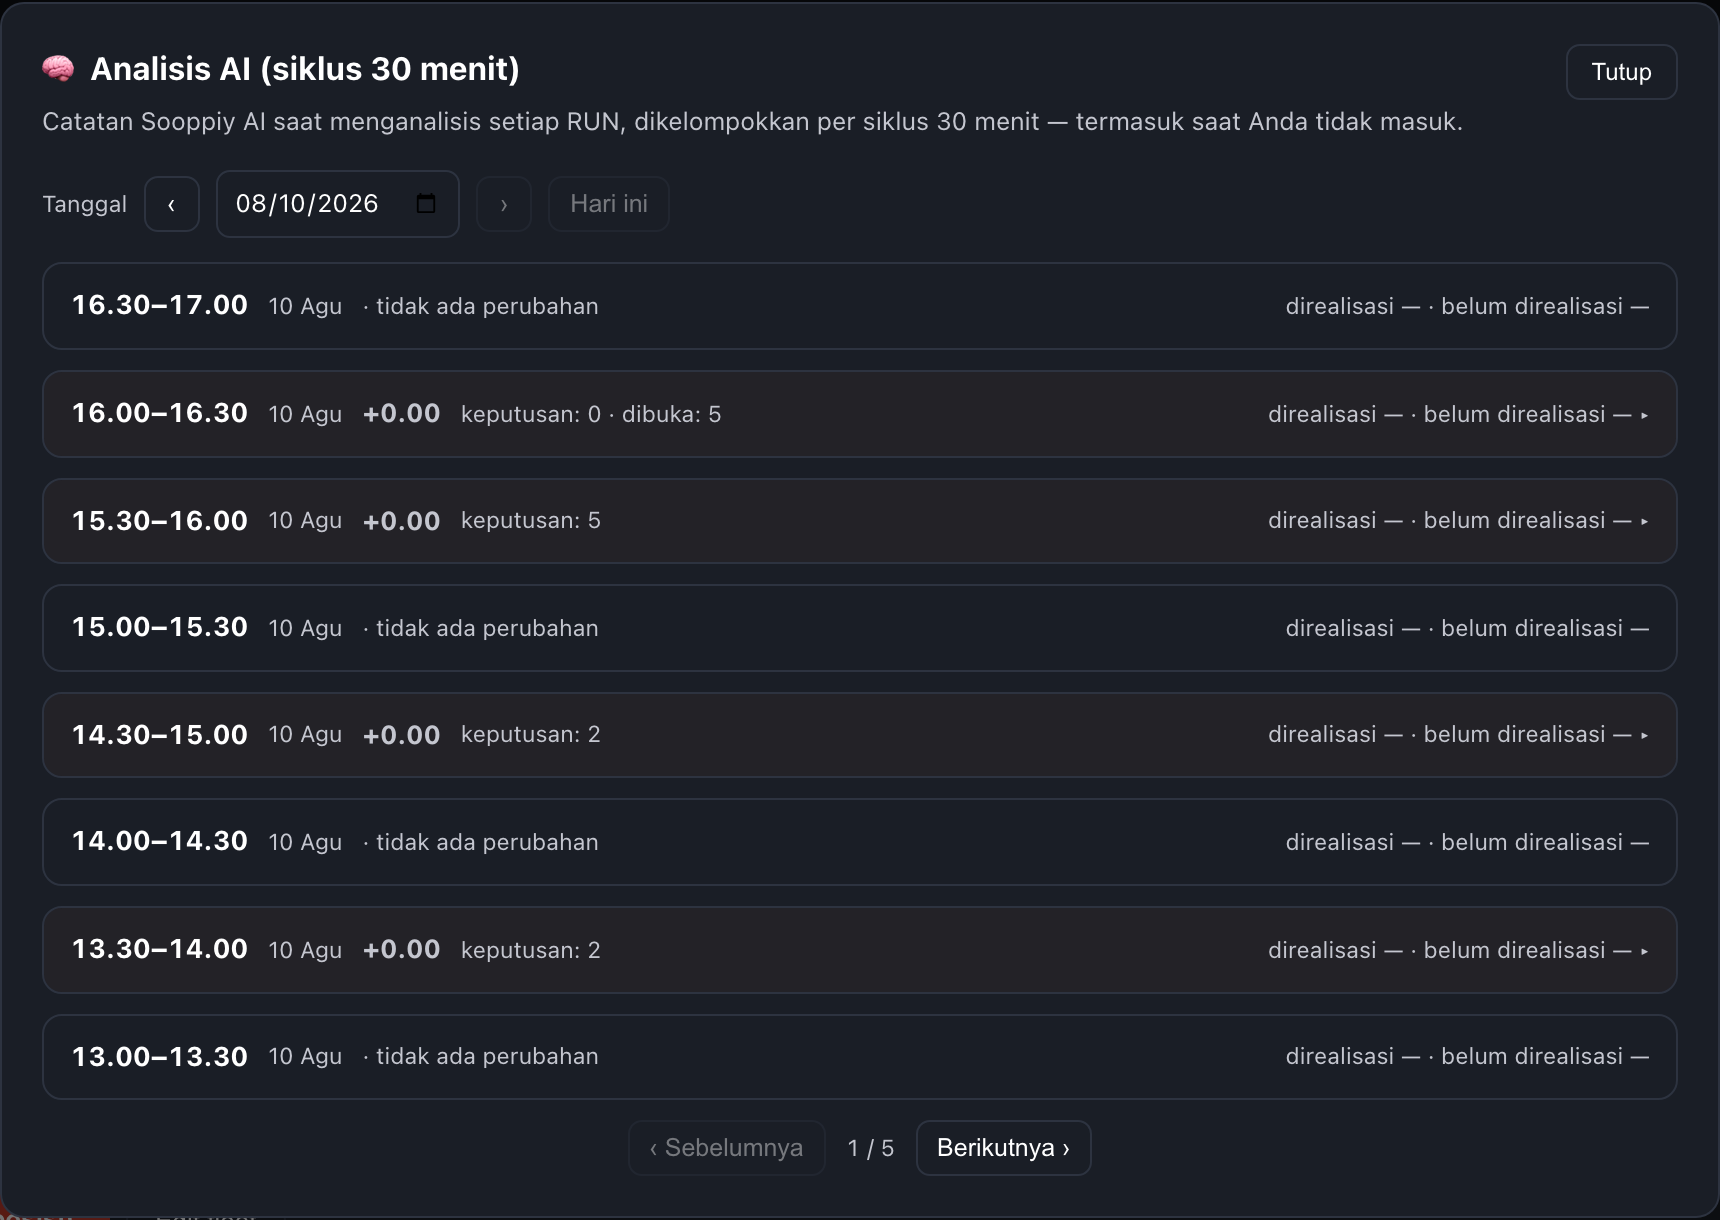 🧠 Analisis AI (siklus 30 menit)
Tutup
Catatan Sooppiy AI saat menganalisis setiap RUN, dikelompokkan per siklus 30 menit — termasuk saat Anda tidak masuk.
Tanggal ‹ 08/10/2026 › Hari ini
16.30–17.00 10 Agu · tidak ada perubahan direalisasi — · belum direalisasi —
16.00–16.30 10 Agu +0.00 keputusan: 0 · dibuka: 5 direalisasi — · belum direalisasi — ▸
15.30–16.00 10 Agu +0.00 keputusan: 5 direalisasi — · belum direalisasi — ▸
15.00–15.30 10 Agu · tidak ada perubahan direalisasi — · belum direalisasi —
14.30–15.00 10 Agu +0.00 keputusan: 2 direalisasi — · belum direalisasi — ▸
14.00–14.30 10 Agu · tidak ada perubahan direalisasi — · belum direalisasi —
13.30–14.00 10 Agu +0.00 keputusan: 2 direalisasi — · belum direalisasi — ▸
13.00–13.30 10 Agu · tidak ada perubahan direalisasi — · belum direalisasi —
‹ Sebelumnya 1 / 5 Berikutnya ›